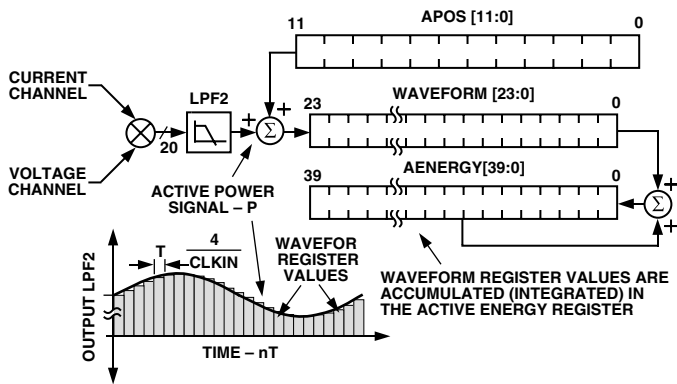 APOS [11:0]
11
0
CURRENT
CHANNEL
LPF2
WAVEFORM [23:0]
23
0
+
+
Σ
20
VOLTAGE
CHANNEL
AENERGY[39:0]
39
0
+
Σ
+
ACTIVE POWER
SIGNAL – P
T
4
CLKIN
WAVEFOR
REGISTER
VALUES
WAVEFORM REGISTER VALUES ARE
ACCUMULATED (INTEGRATED) IN
THE ACTIVE ENERGY REGISTER
OUTPUT LPF2
TIME – nT